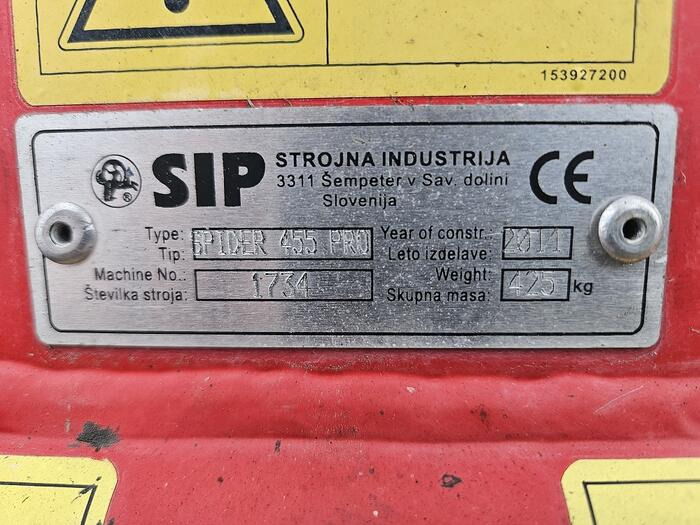 153927200
SIP STROJNA INDUSTRIJA CE
3311 Šempeter v Sav. dolini
Slovenija
®
Type: SPIDER 455 PRO Year of constr.: 2011
Tip: Leto izdelave:
Machine No.: 1734 Weight: 425 kg
Številka stroja: Skupna masa: